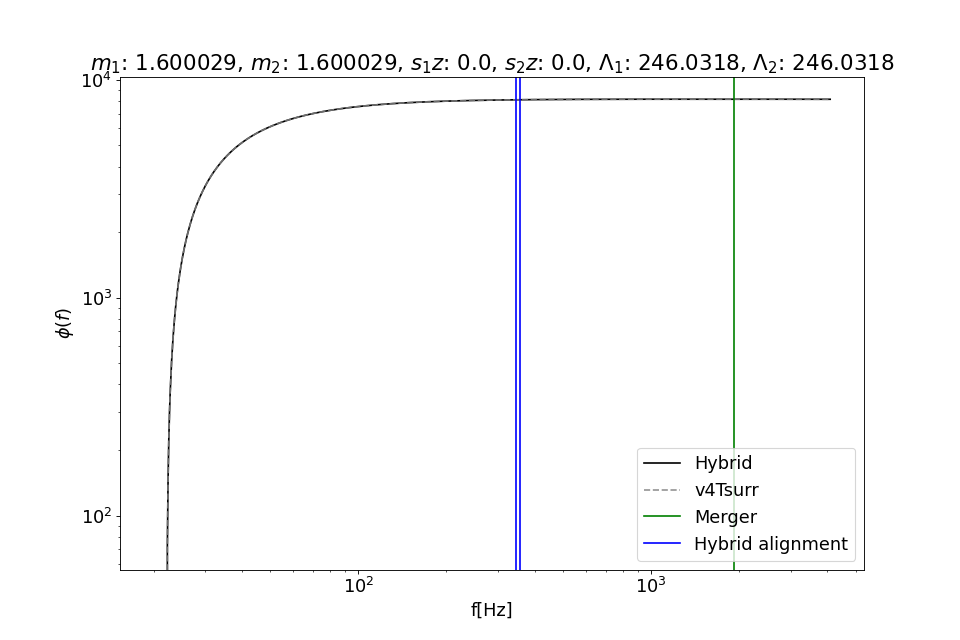 m₁: 1.600029, m₂: 1.600029, s₁z: 0.0, s₂z: 0.0, Λ₁: 246.0318, Λ₂: 246.0318
10⁴
10³
10²
ϕ(f)
10²
10³
f[Hz]
Hybrid
v4Tsurr
Merger
Hybrid alignment